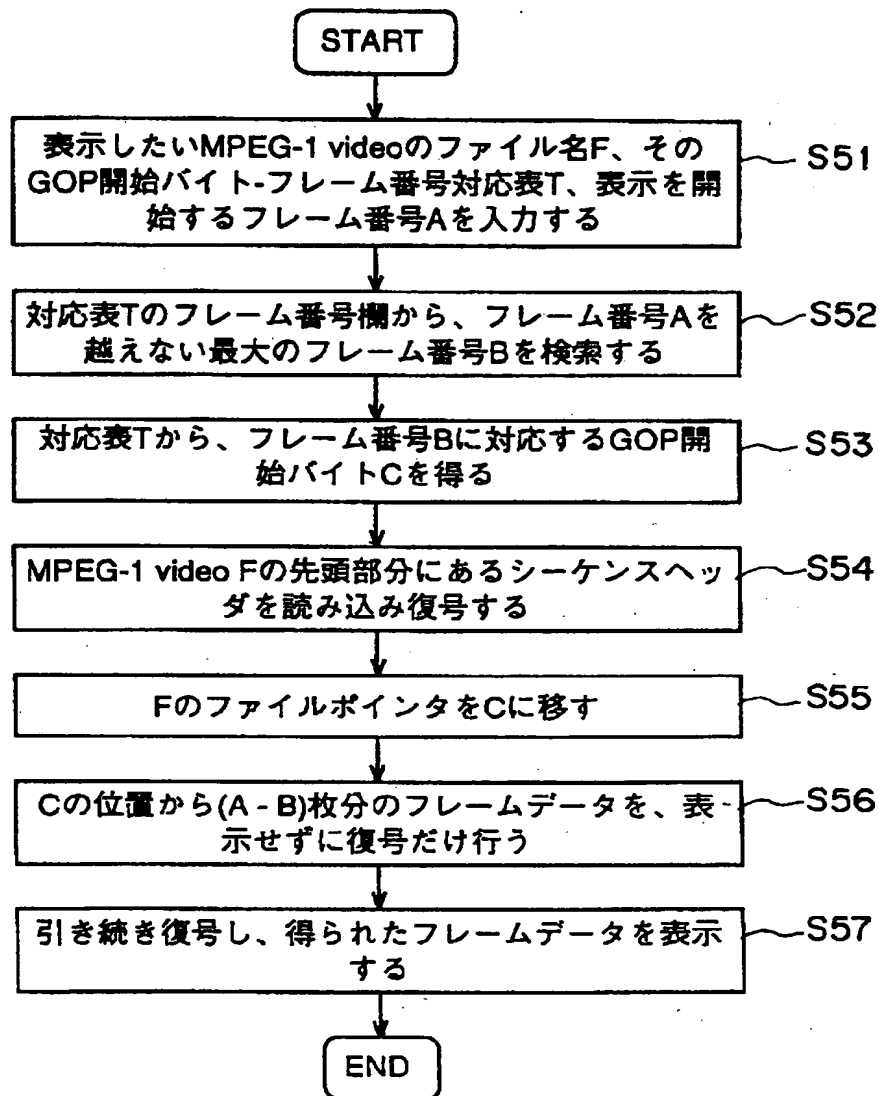 START
表示したいMPEG-1 videoのファイル名F、その
GOP開始バイト-フレーム番号対応表T、表示を開
始するフレーム番号Aを入力する
S51
対応表Tのフレーム番号欄から、フレーム番号Aを
越えない最大のフレーム番号Bを検索する
S52
対応表Tから、フレーム番号Bに対応するGOP開
始バイトCを得る
S53
MPEG-1 video Fの先頭部分にあるシーケンスヘッ
ダを読み込み復号する
S54
FのファイルポインタをCに移す
S55
Cの位置から(A - B)枚分のフレームデータを、表
示せずに復号だけ行う
S56
引き続き復号し、得られたフレームデータを表示
する
S57
END